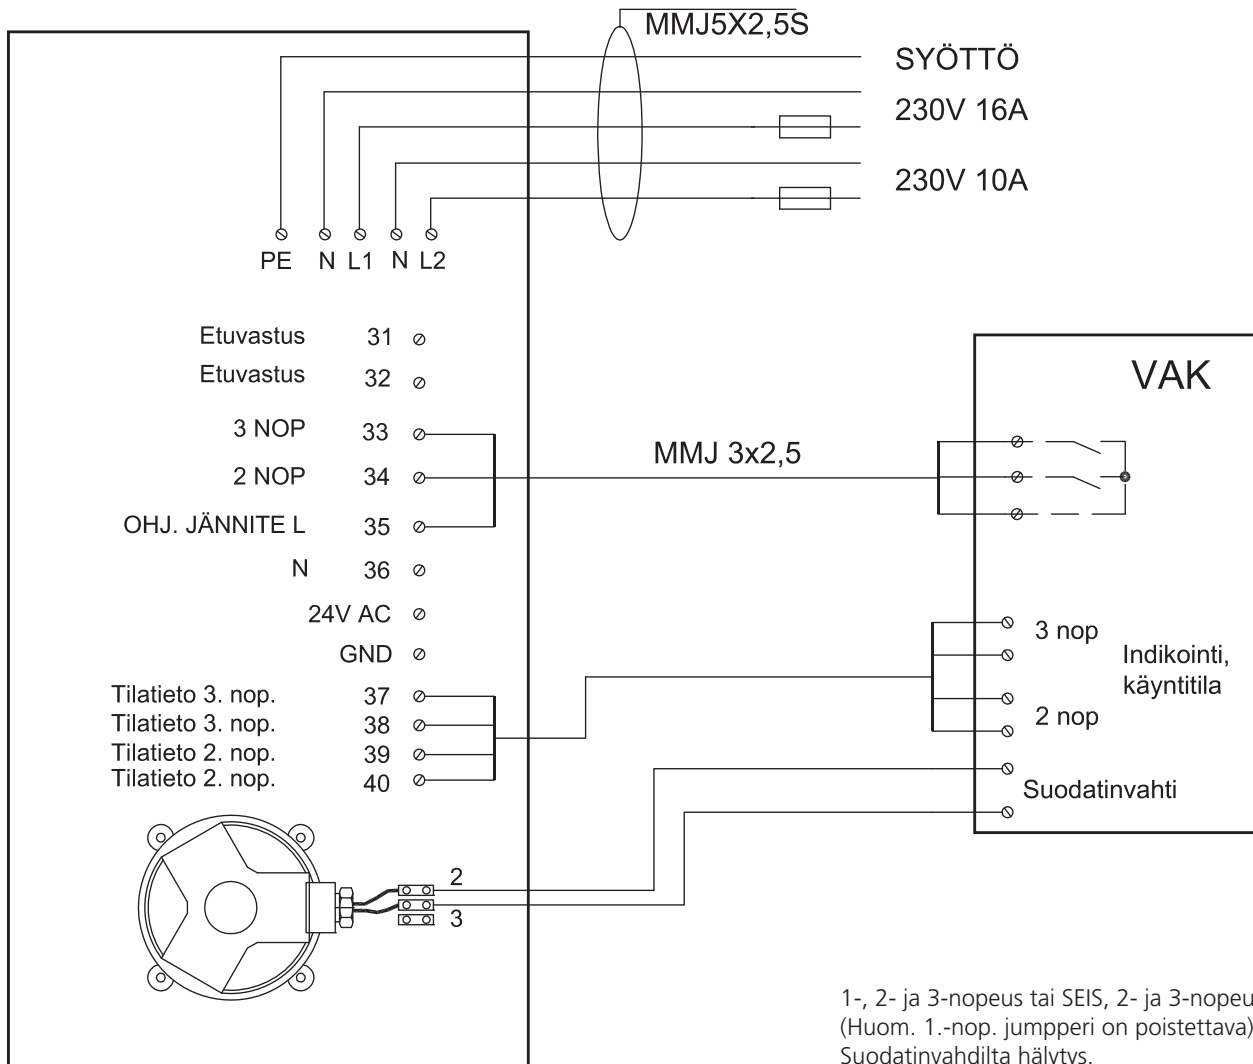 MMJ5X2,5S
SYÖTTÖ
230V 16A
230V 10A
PE N L1 N L2
Etuvastus 31
Etuvastus 32
3 NOP 33
2 NOP 34
OHJ. JÄNNITE L 35
N 36
24V AC
GND
Tilatieto 3. nop. 37
Tilatieto 3. nop. 38
Tilatieto 2. nop. 39
Tilatieto 2. nop. 40
MMJ 3x2,5
VAK
3 nop
Indikointi,
käyntitila
2 nop
Suodatinvahti
2
3
1-, 2- ja 3-nopeus tai SEIS, 2- ja 3-nopeu
(Huom. 1.-nop. jumpperi on poistettava)
Suodatinvahdilta hälytys.